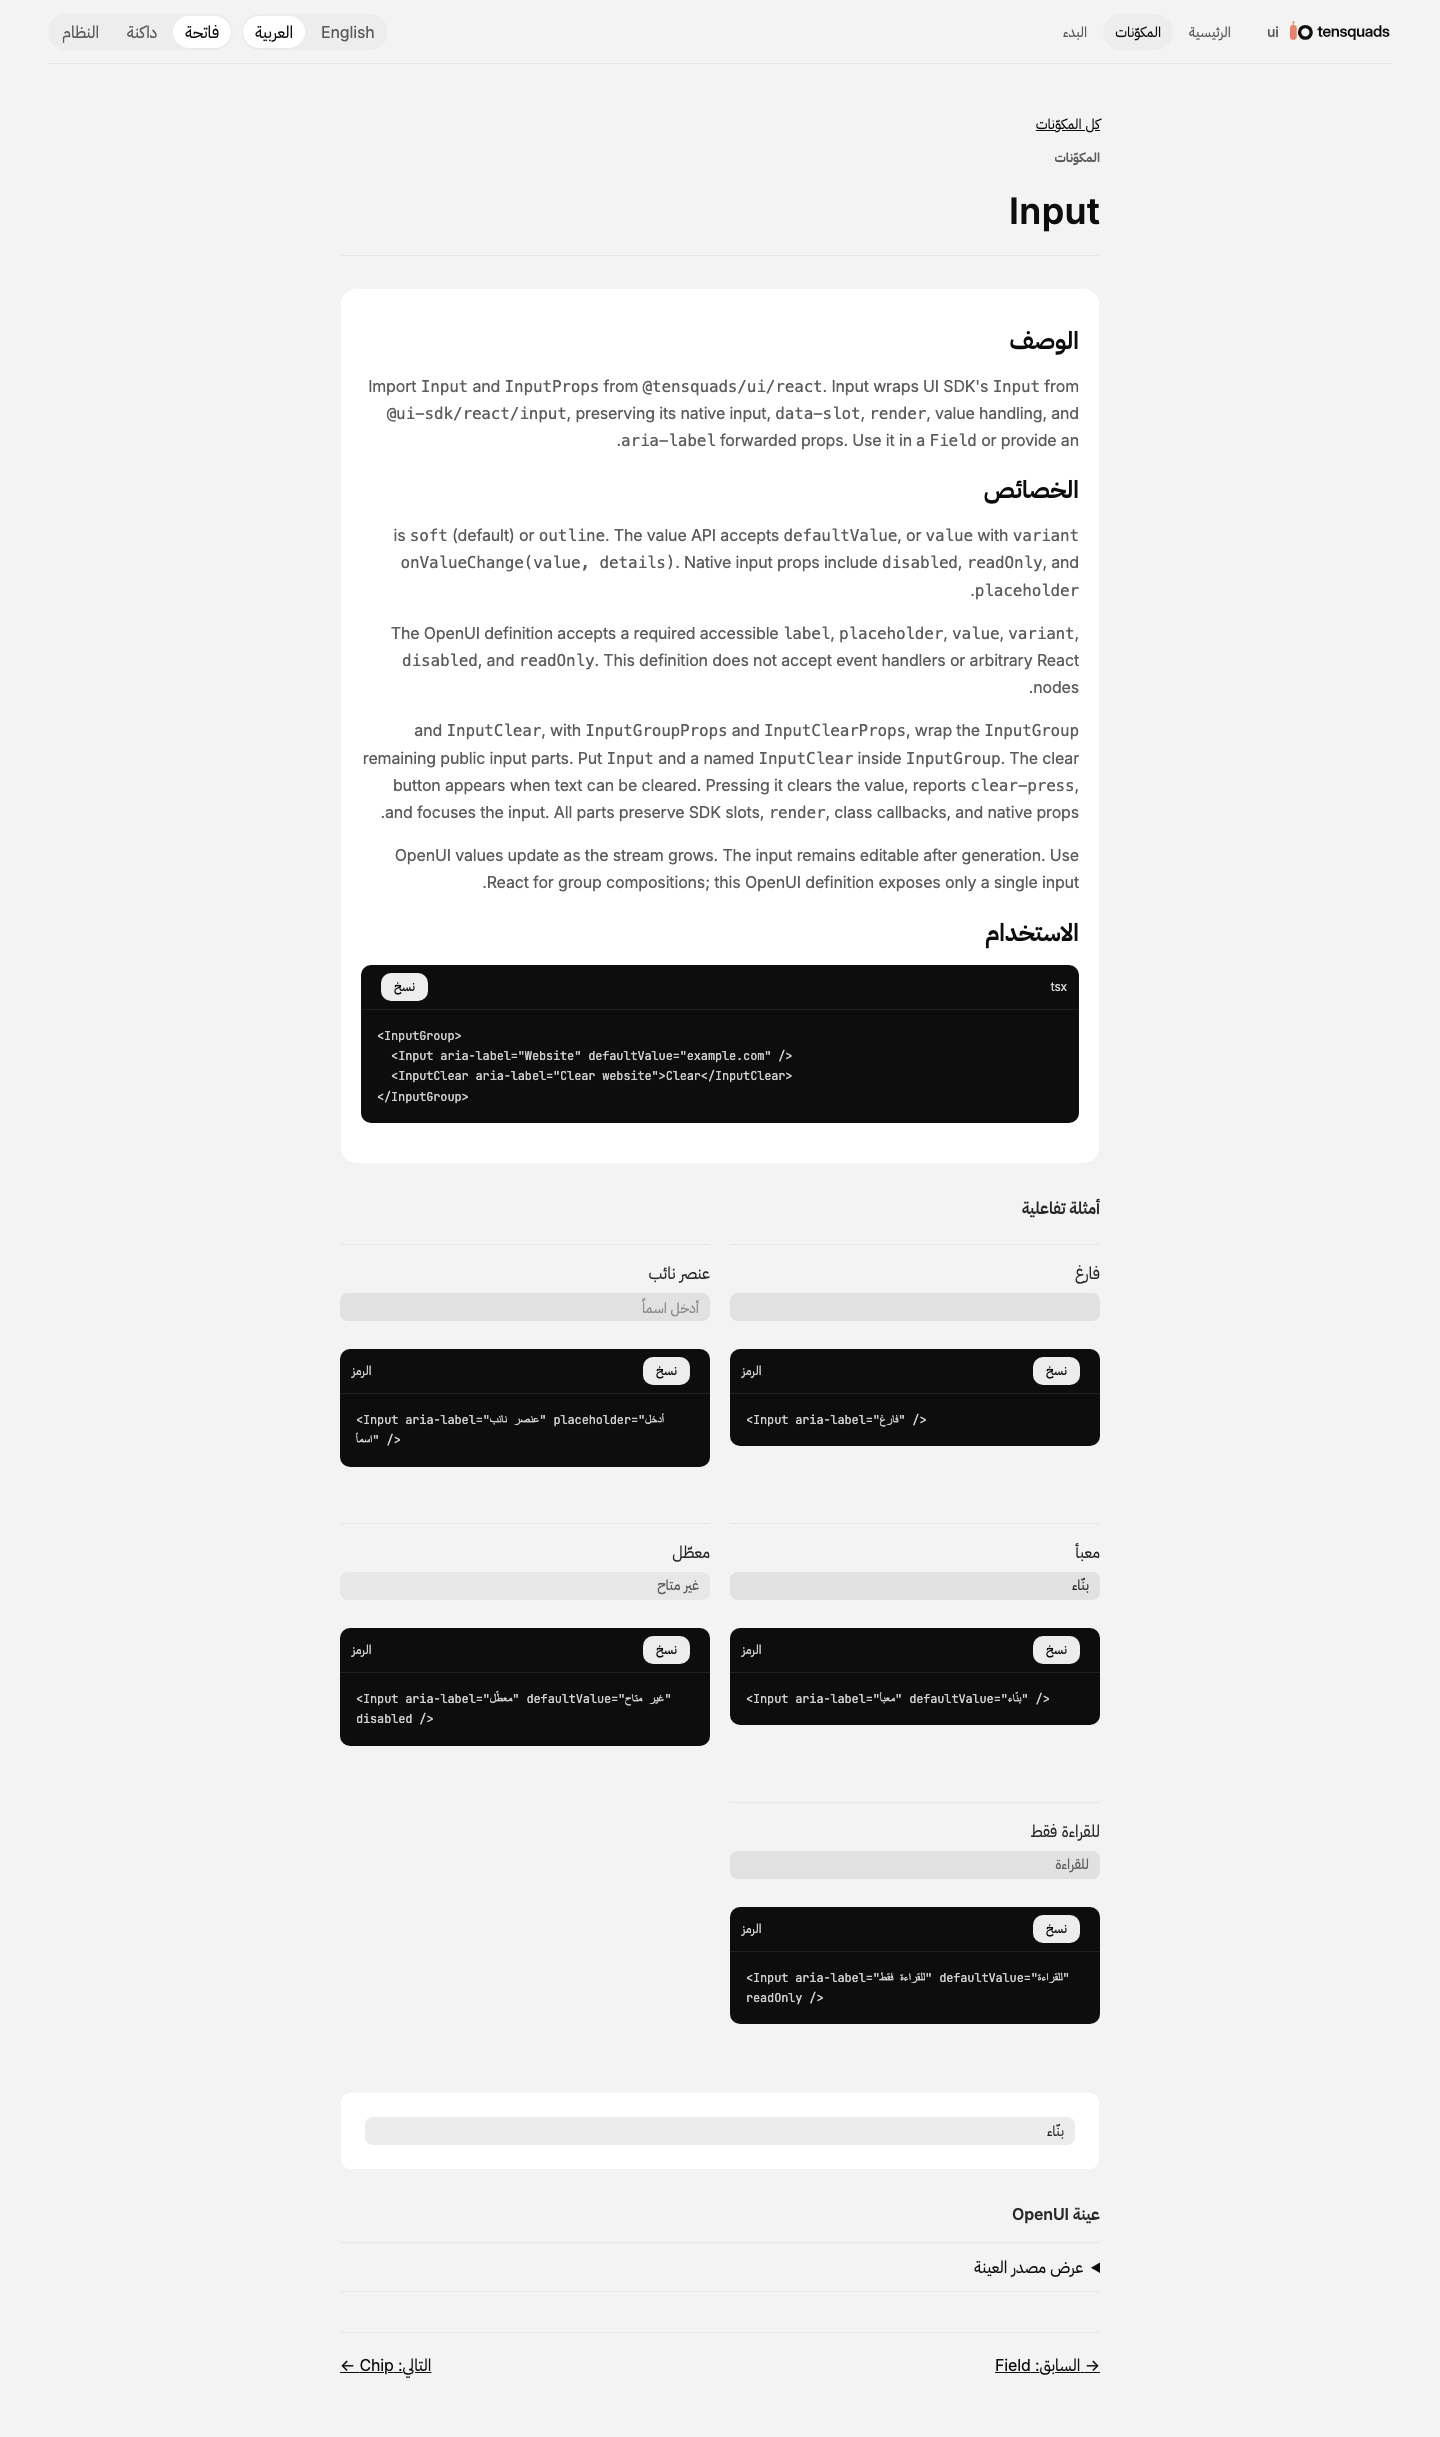 tensquads ui
الرئيسية
المكوّنات
البدء
English
العربية
فاتحة
داكنة
النظام
كل المكوّنات
المكوّنات
Input
الوصف
Import Input and InputProps from @tensquads/ui/react. Input wraps UI SDK's Input from
@ui-sdk/react/input, preserving its native input, data-slot, render, value handling, and
.aria-label forwarded props. Use it in a Field or provide an
الخصائص
is soft (default) or outline. The value API accepts defaultValue, or value with variant
onValueChange(value, details). Native input props include disabled, readOnly, and
.placeholder
The OpenUI definition accepts a required accessible label, placeholder, value, variant,
disabled, and readOnly. This definition does not accept event handlers or arbitrary React
.nodes
and InputClear, with InputGroupProps and InputClearProps, wrap the InputGroup
remaining public input parts. Put Input and a named InputClear inside InputGroup. The clear
button appears when text can be cleared. Pressing it clears the value, reports clear-press,
.and focuses the input. All parts preserve SDK slots, render, class callbacks, and native props
OpenUI values update as the stream grows. The input remains editable after generation. Use
.React for group compositions; this OpenUI definition exposes only a single input
الاستخدام
tsx
نسخ
<InputGroup>
<Input aria-label="Website" defaultValue="example.com" />
<InputClear aria-label="Clear website">Clear</InputClear>
</InputGroup>
أمثلة تفاعلية
فارغ
نسخ
الرمز
<Input aria-label="فارغ" />
عنصر نائب
أدخل اسماً
نسخ
الرمز
<Input aria-label="عنصر نائب" placeholder="أدخل
اسماً" />
معبأ
بنّاء
نسخ
الرمز
<Input aria-label="معبأ" defaultValue="بنّاء" />
معطّل
غير متاح
نسخ
الرمز
<Input aria-label="معطّل" defaultValue="غير متاح"
disabled />
للقراءة فقط
للقراءة
نسخ
الرمز
<Input aria-label="للقراءة فقط" defaultValue="للقراءة"
readOnly />
بنّاء
عينة OpenUI
عرض مصدر العينة
→ السابق: Field
التالي: Chip ←